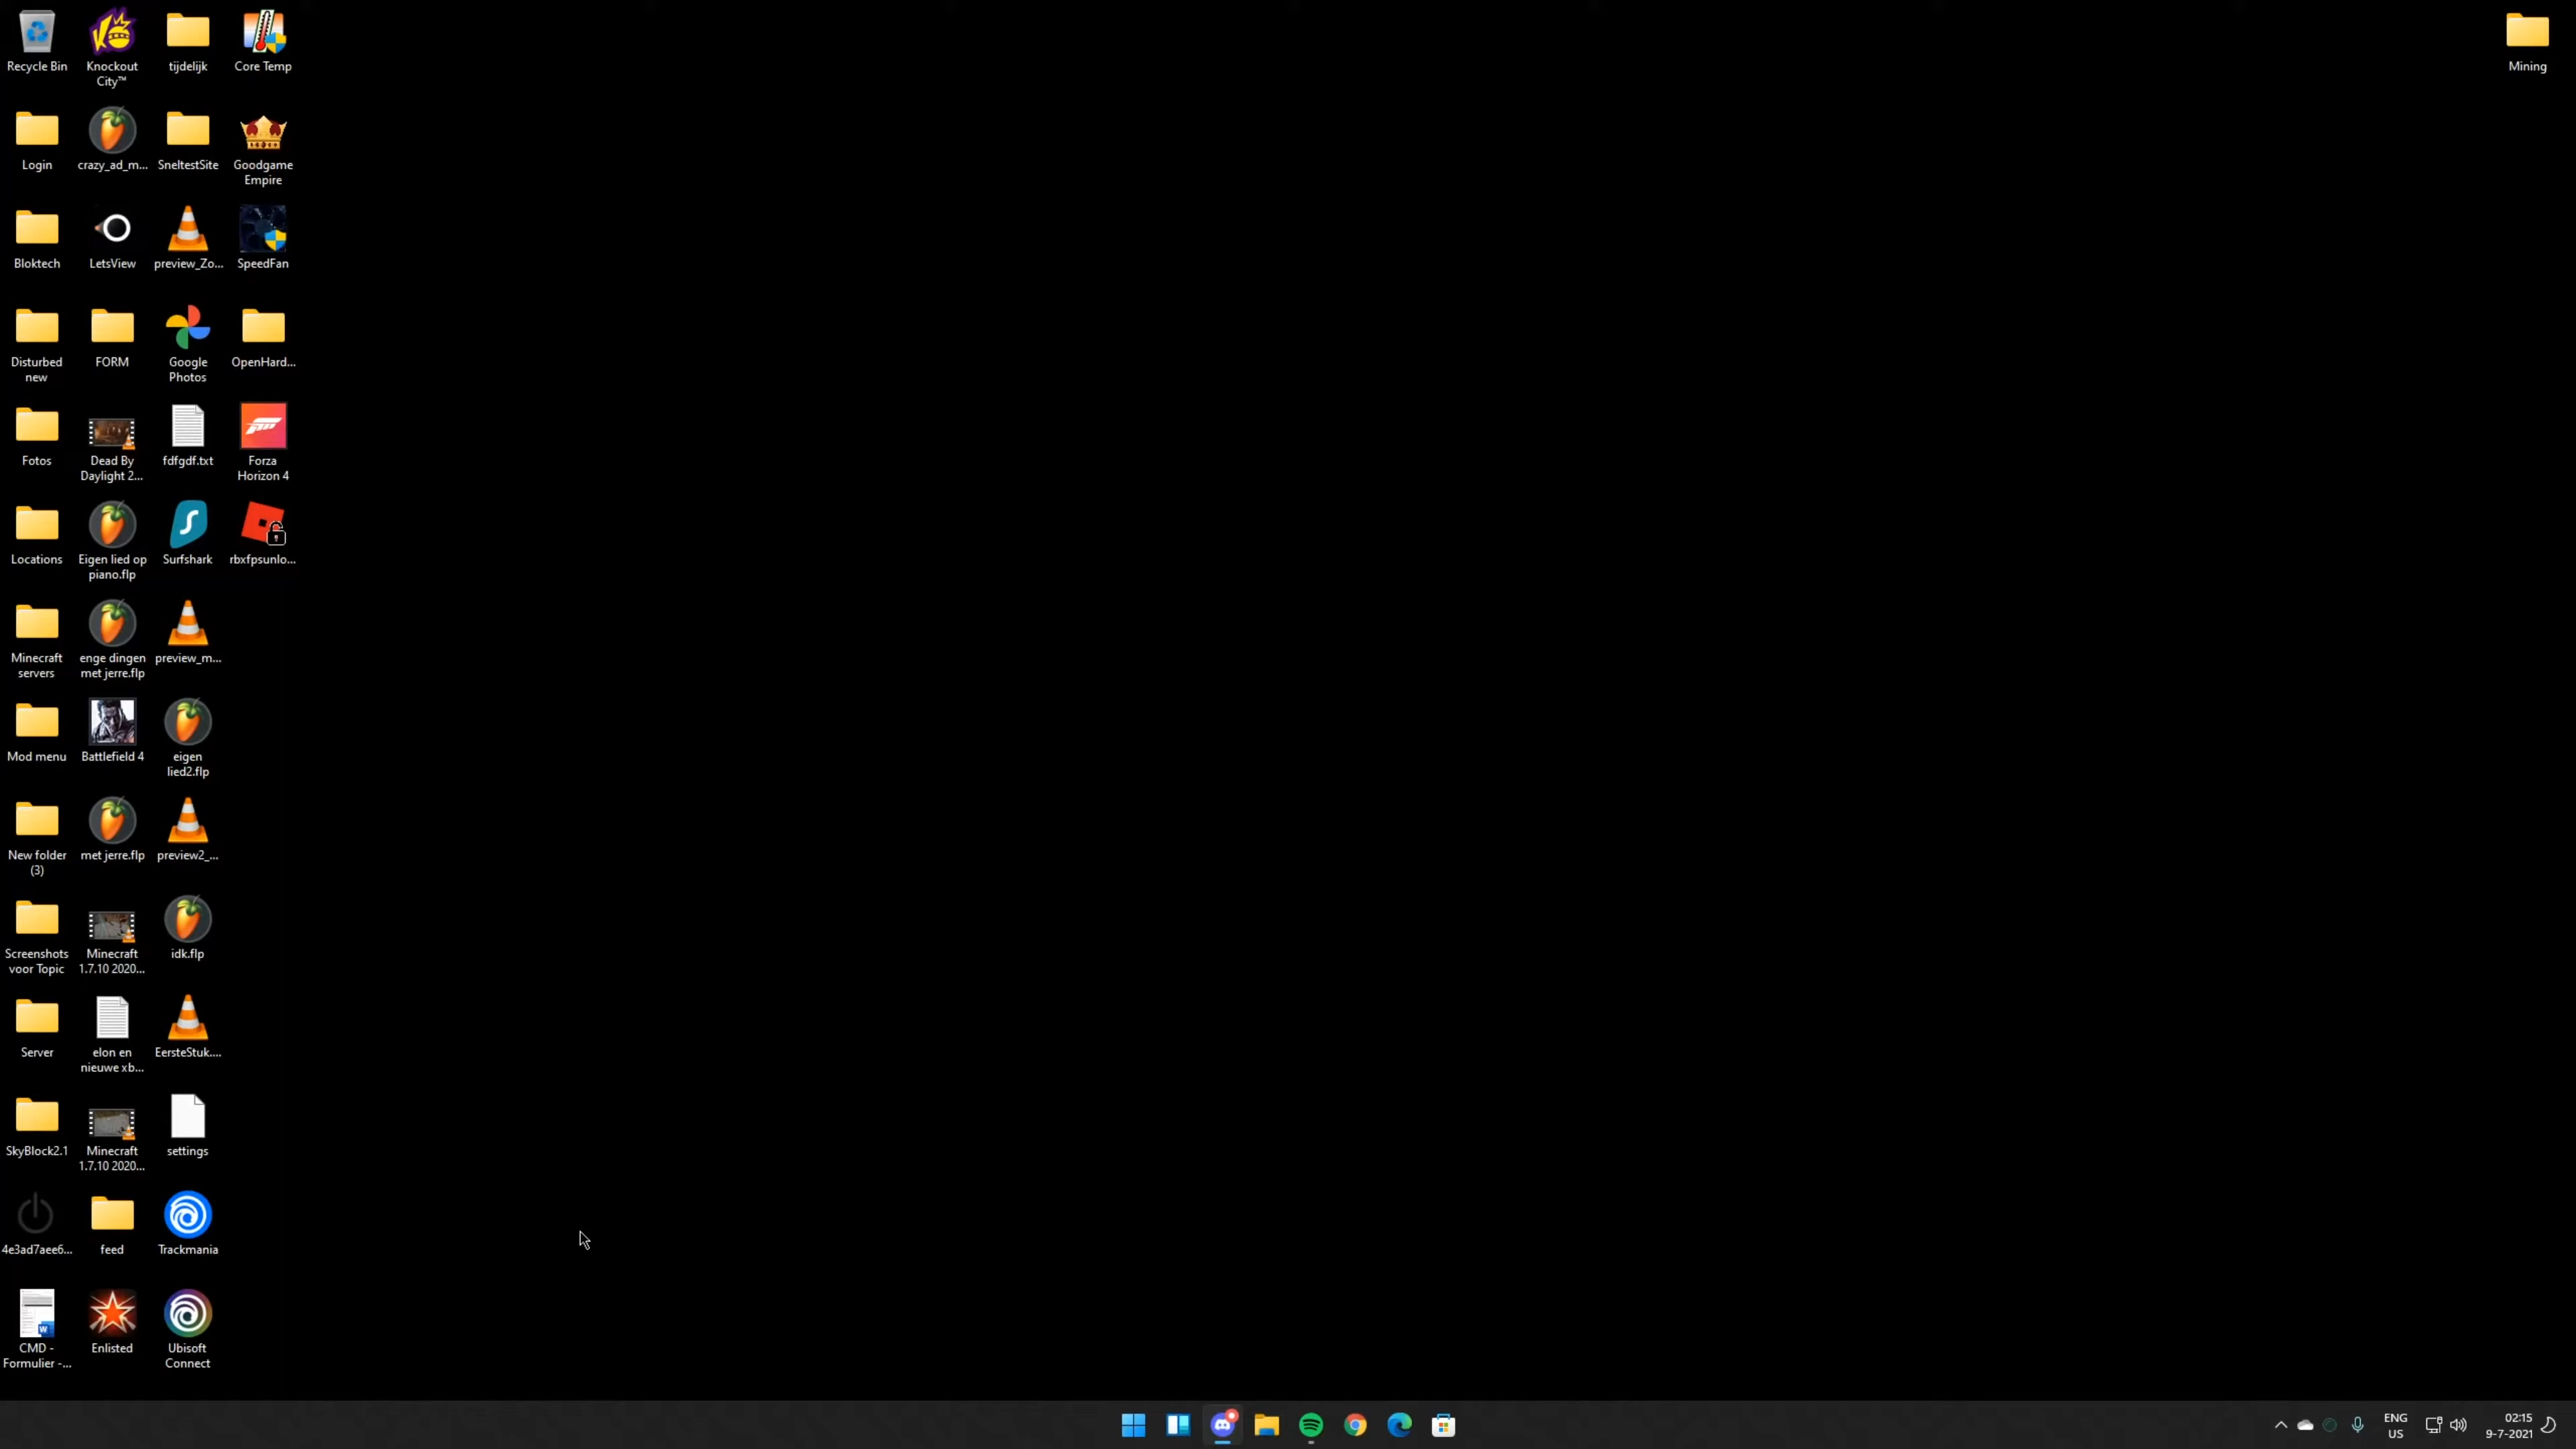 Recycle Bin
Knockout
City™
tijdelijk
Core Temp
Mining
Login
crazy_ad_m...
SneltestSite
Goodgame
Empire
Bloktech
LetsView
preview_Zo...
SpeedFan
Disturbed
new
FORM
Google
Photos
OpenHard...
Fotos
Dead By
Daylight 2...
fdfgdf.txt
Forza
Horizon 4
Locations
Eigen lied op
piano.flp
Surfshark
rbxfpsunlo...
Minecraft
servers
enge dingen
met jerre.flp
preview_m...
Mod menu
Battlefield 4
eigen
lied2.flp
New folder
(3)
met jerre.flp
preview2_...
Screenshots
voor Topic
Minecraft
1.7.10 2020...
idk.flp
Server
elon en
nieuwe xb...
EersteStuk....
SkyBlock2.1
Minecraft
1.7.10 2020...
settings
4e3ad7aee6...
feed
Trackmania
CMD -
Formulier -...
Enlisted
Ubisoft
Connect
ENG
US
02:15
9-7-2021